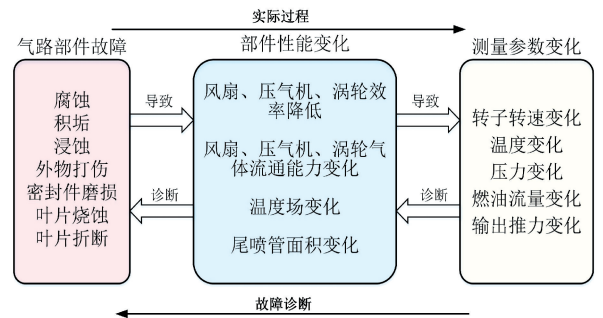 实际过程
气路部件故障
部件性能变化
测量参数变化
腐蚀
积垢
浸蚀
外物打伤
密封件磨损
叶片烧蚀
叶片折断
导致
诊断
风扇、压气机、涡轮效
率降低
风扇、压气机、涡轮气
体流通能力变化
温度场变化
尾喷管面积变化
导致
诊断
转子转速变化
温度变化
压力变化
燃油流量变化
输出推力变化
故障诊断